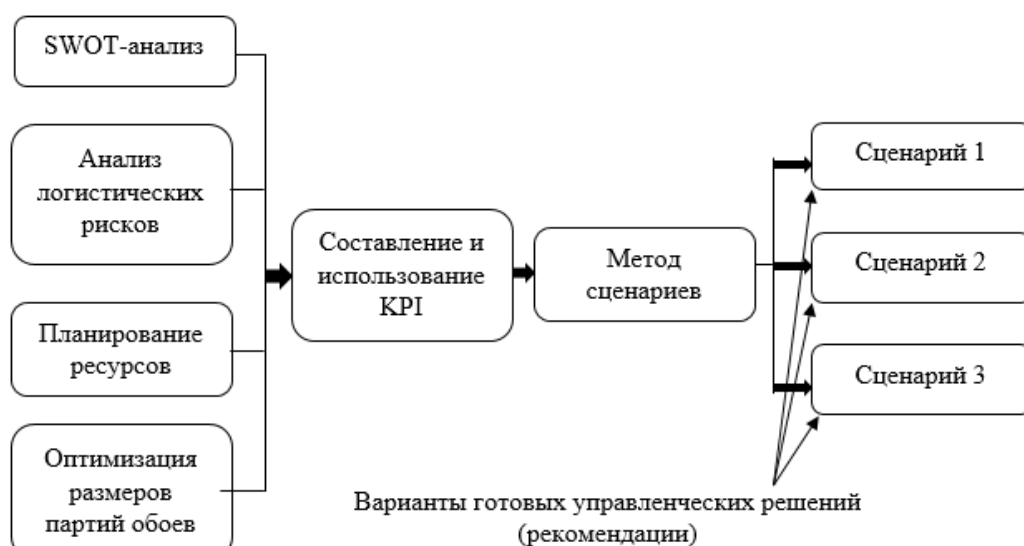 SWOT-анализ
Анализ
логистических
рисков
Планирование
ресурсов
Оптимизация
размеров
партий обоев
Составление и
использование
KPI
Метод
сценариев
Сценарий 1
Сценарий 2
Сценарий 3
Варианты готовых управленческих решений
(рекомендации)